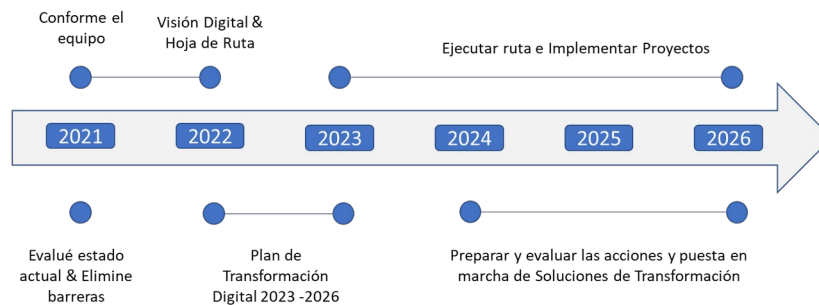 Conforme el
equipo
Visión Digital &
Hoja de Ruta
Ejecutar ruta e Implementar Proyectos
2021
2022
2023
2024
2025
2026
Evalué estado
actual & Elimine
barreras
Plan de
Transformación
Digital 2023 -2026
Preparar y evaluar las acciones y puesta en
marcha de Soluciones de Transformación